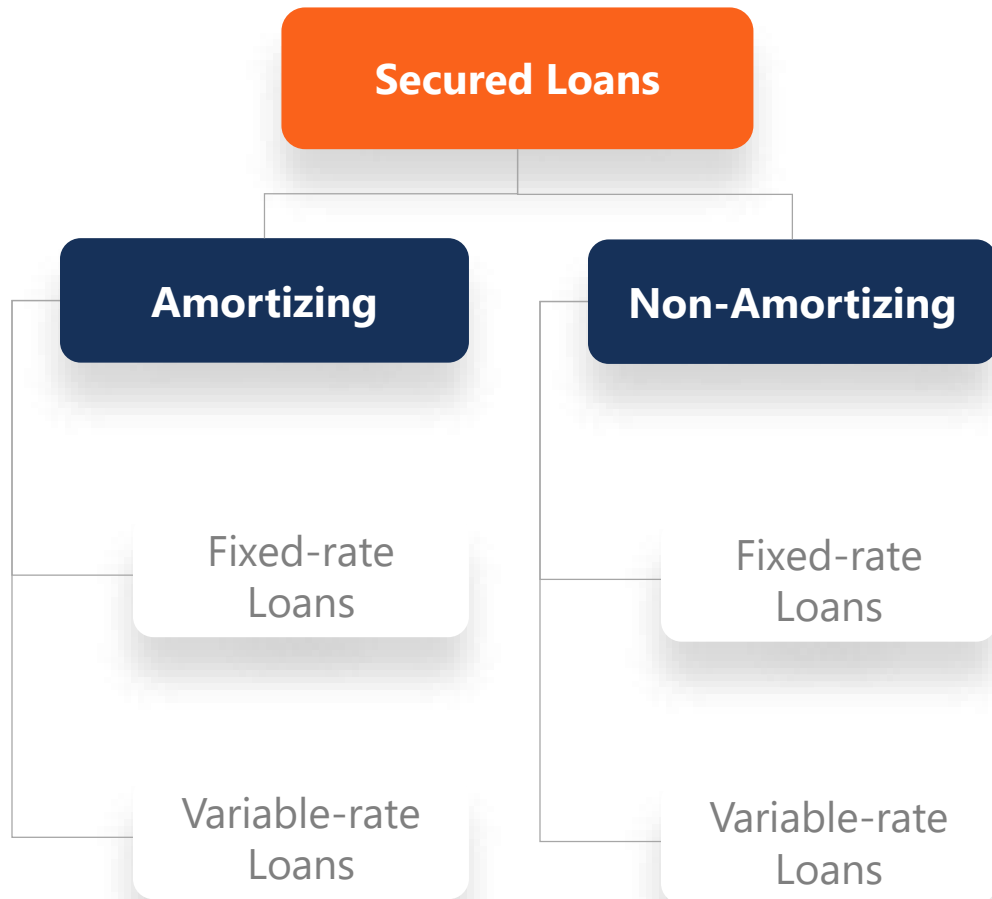 Secured Loans
Amortizing
Non-Amortizing
Fixed-rate
Loans
Fixed-rate
Loans
Variable-rate
Loans
Variable-rate
Loans